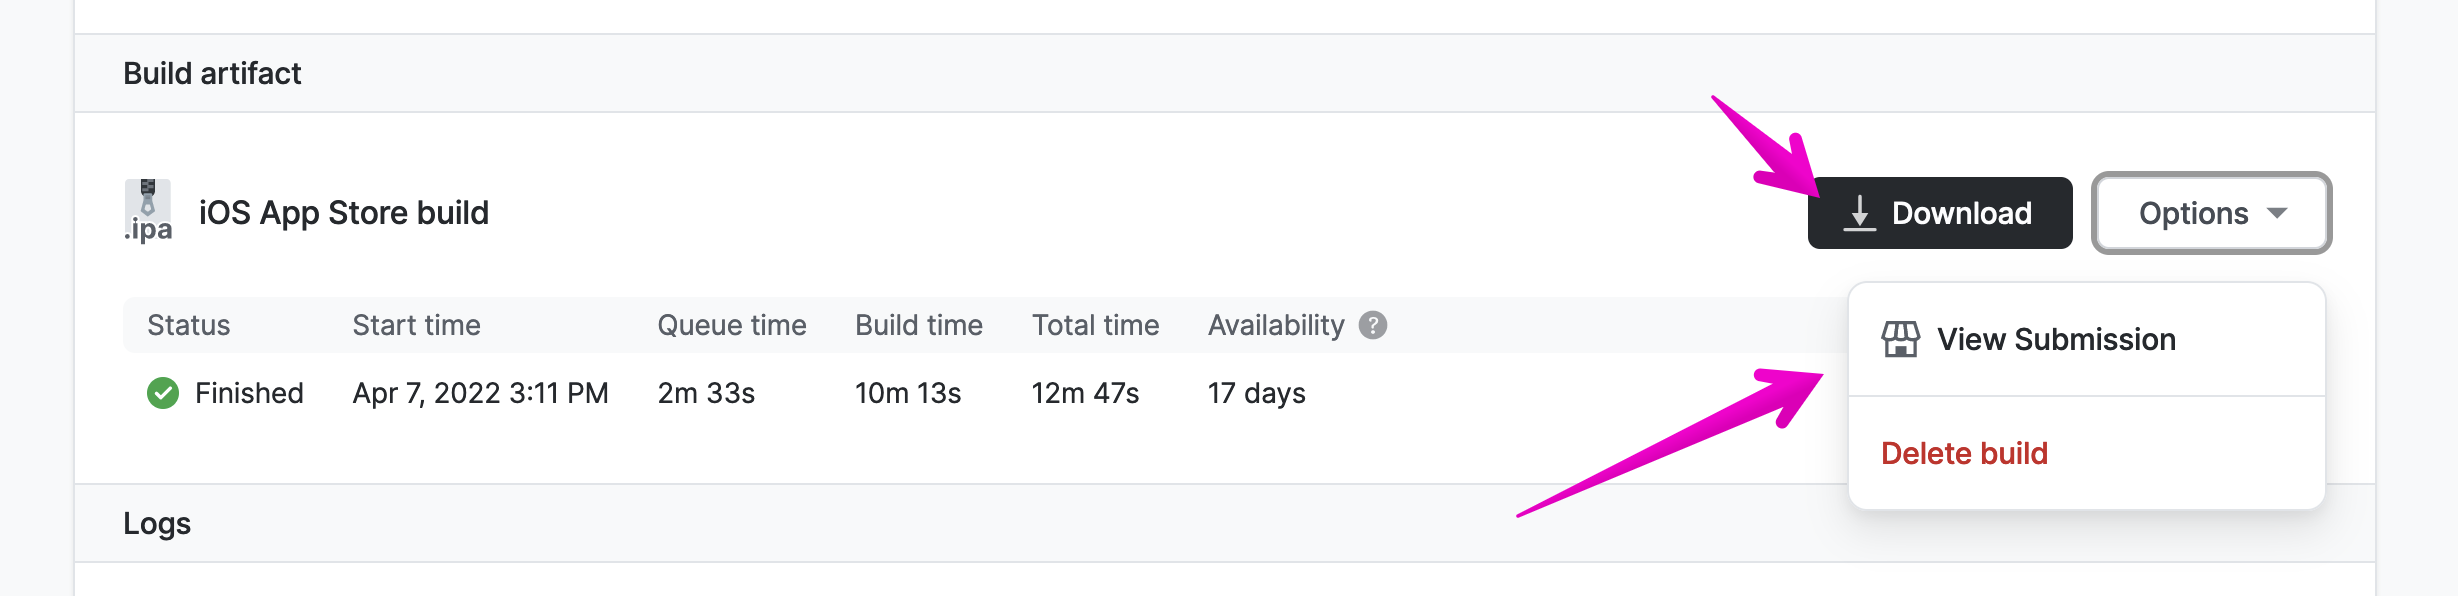 Build artifact
.ipa
iOS App Store build
Download
Options
Status Start time Queue time Build time Total time Availability ?
Finished Apr 7, 2022 3:11 PM 2m 33s 10m 13s 12m 47s 17 days
View Submission
Delete build
Logs